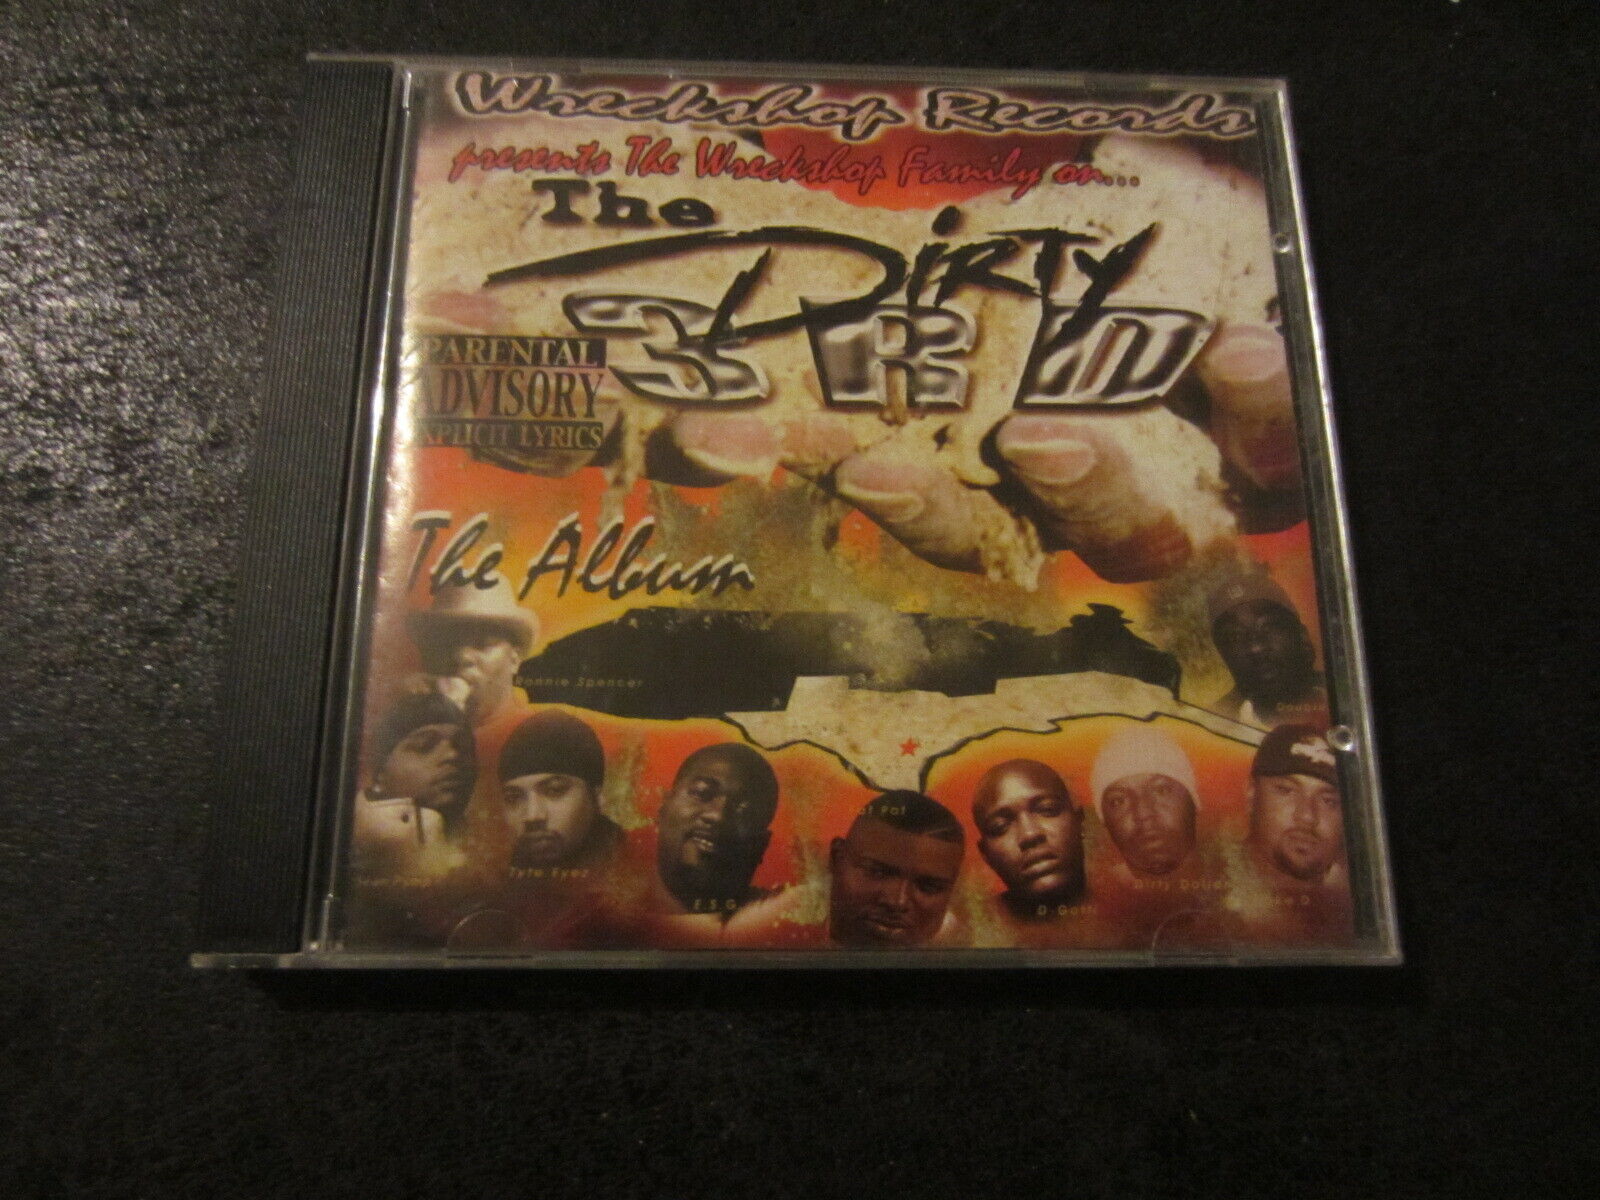 Wreckshop Records
presents The Wreckshop Family on...
The Dirty
3RD
PARENTAL
ADVISORY
EXPLICIT LYRICS
The Album
Ronnie Spencer
Tyte Eyez
E.S.G.
Pat
D-Gotti
Dirty
D